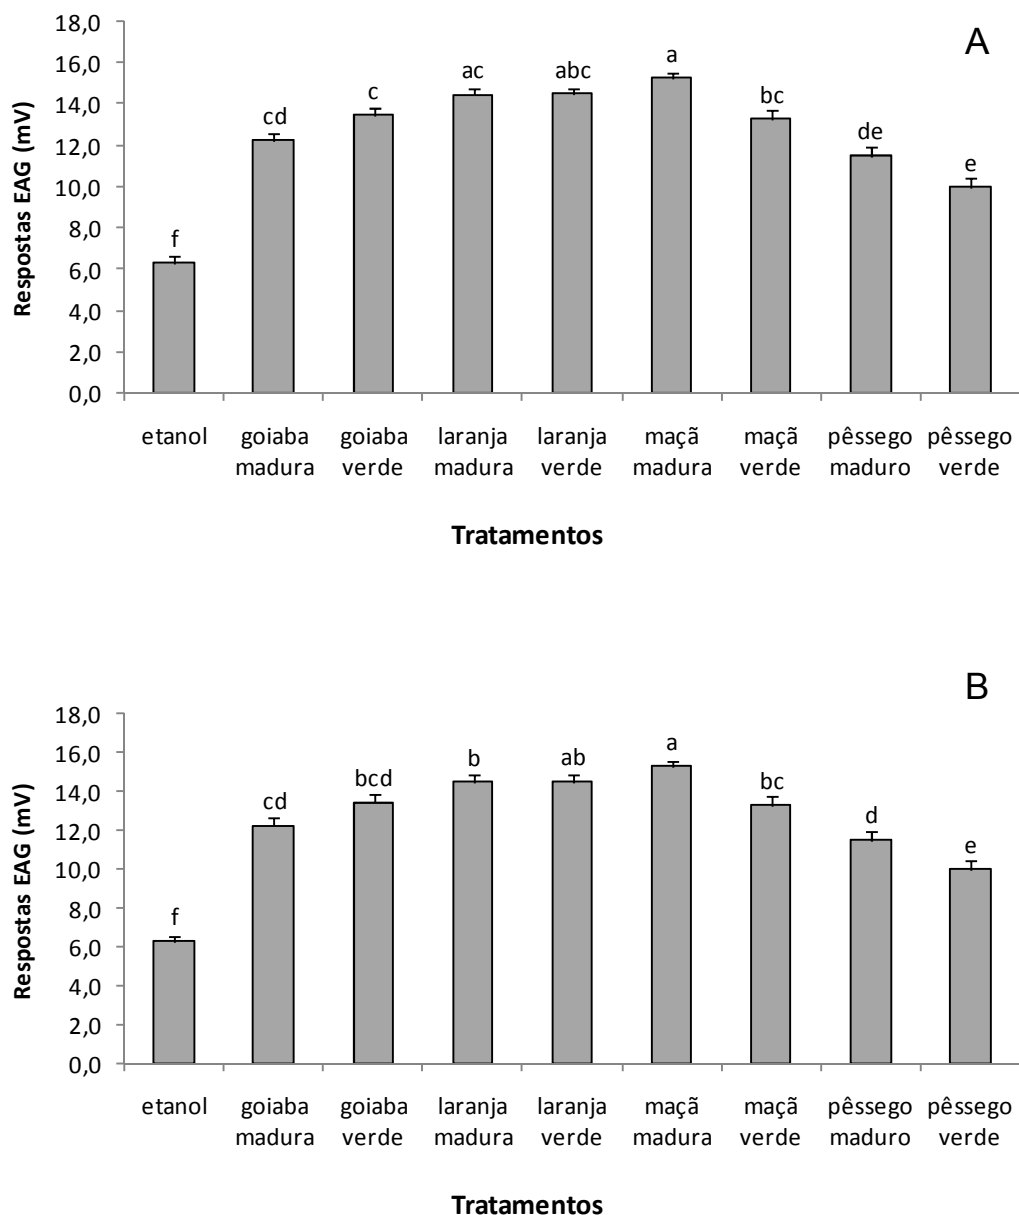 A
Respostas EAG (mV)
18,0
16,0
14,0
12,0
10,0
8,0
6,0
4,0
2,0
0,0
f
cd
c
ac
abc
a
bc
de
e
etanol
goiaba
madura
goiaba
verde
laranja
madura
laranja
verde
maçã
madura
maçã
verde
pêssego
maduro
pêssego
verde
Tratamentos
B
Respostas EAG (mV)
18,0
16,0
14,0
12,0
10,0
8,0
6,0
4,0
2,0
0,0
f
cd
bcd
b
ab
a
bc
d
e
etanol
goiaba
madura
goiaba
verde
laranja
madura
laranja
verde
maçã
madura
maçã
verde
pêssego
maduro
pêssego
verde
Tratamentos